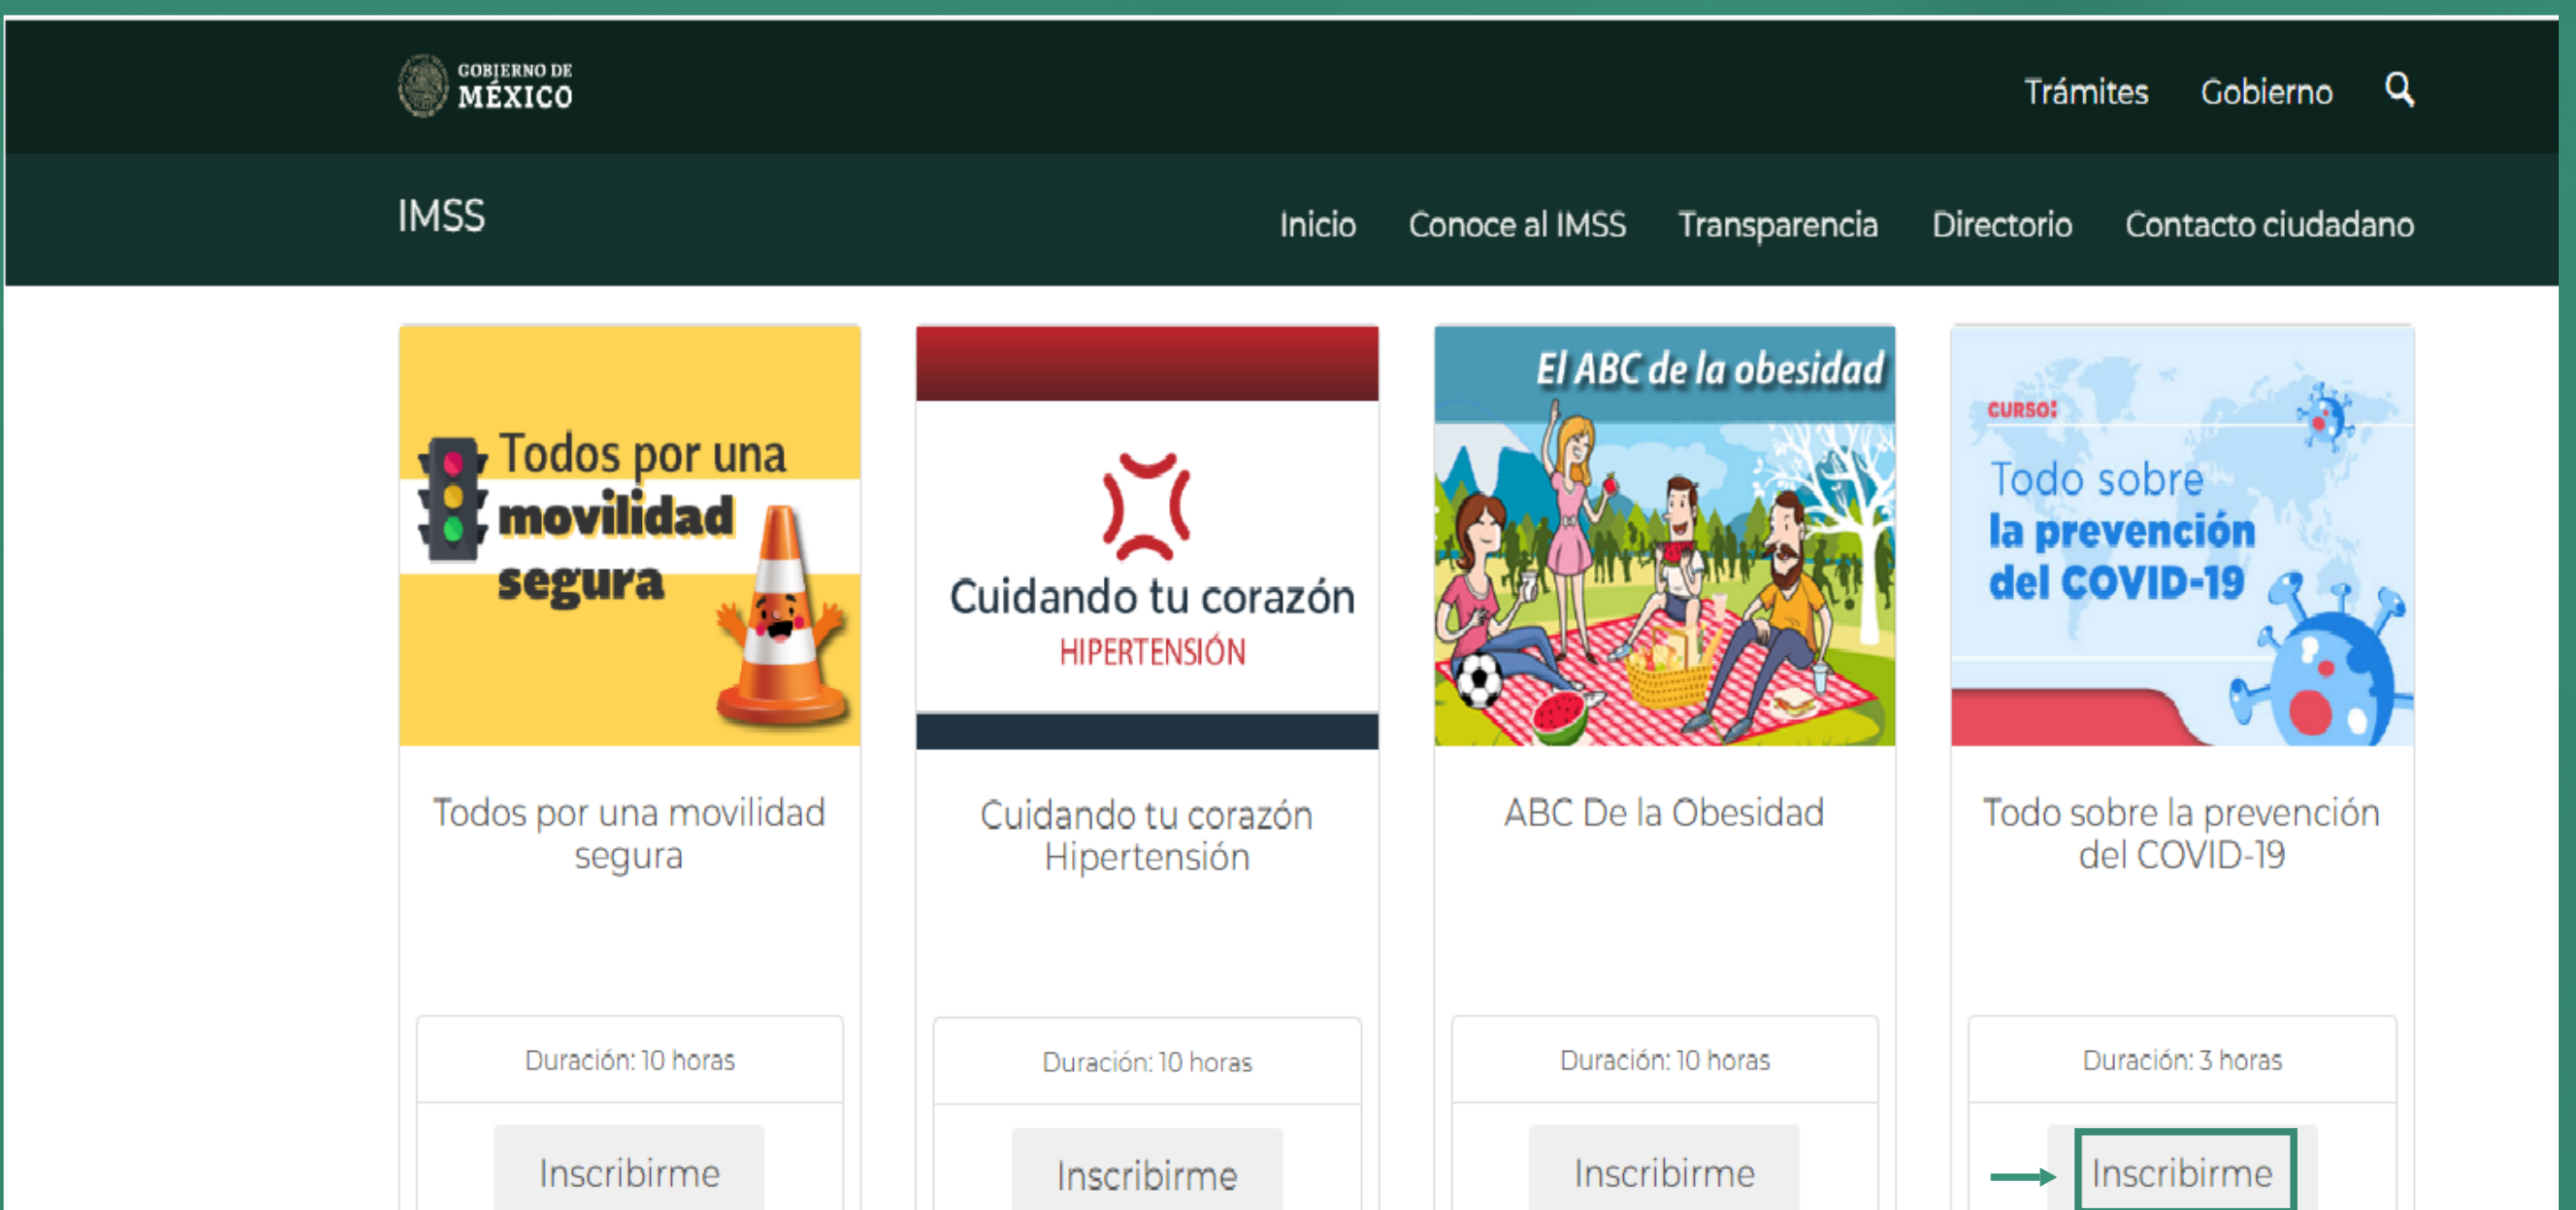 GOBIERNO DE
MÉXICO
Trámites Gobierno
IMSS
Inicio Conoce al IMSS Transparencia Directorio Contacto ciudadano
Todos por una
movilidad
segura
Todos por una movilidad
segura
Duración: 10 horas
Inscribirme
Cuidando tu corazón
HIPERTENSIÓN
Cuidando tu corazón
Hipertensión
Duración: 10 horas
Inscribirme
El ABC de la obesidad
ABC De la Obesidad
Duración: 10 horas
Inscribirme
CURSO:
Todo sobre
la prevención
del COVID-19
Todo sobre la prevención
del COVID-19
Duración: 3 horas
Inscribirme